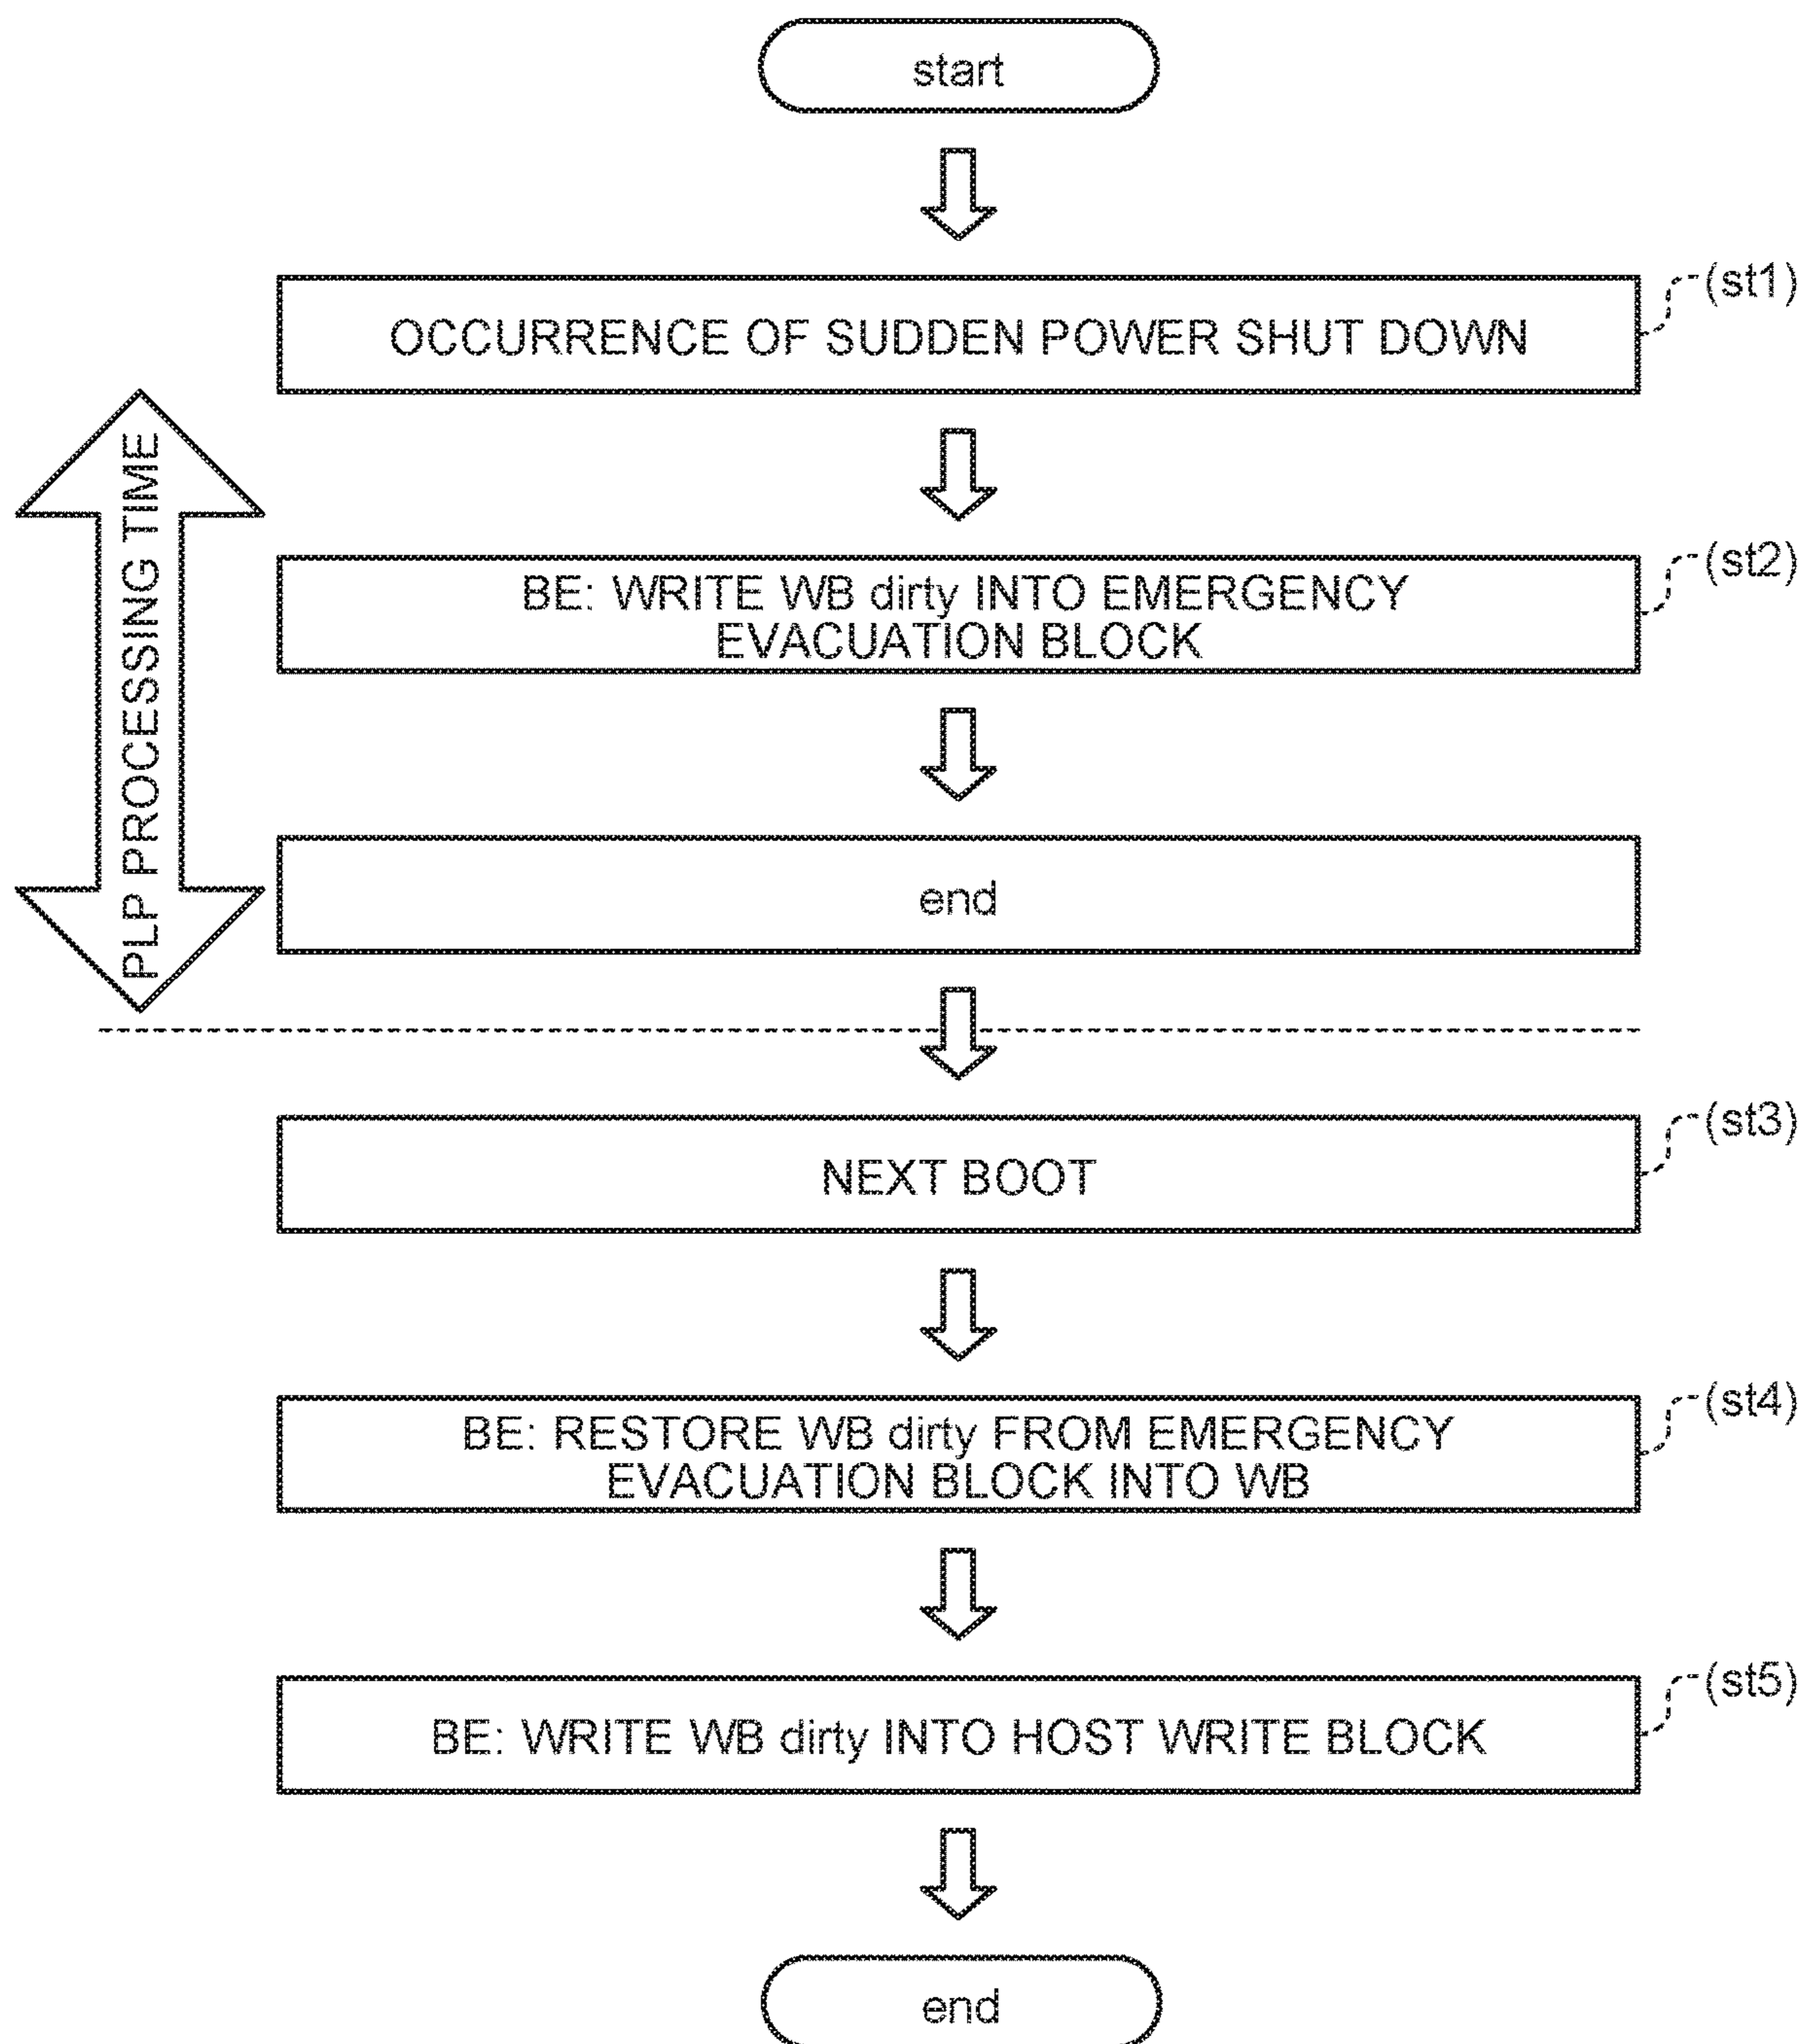 start
OCCURRENCE OF SUDDEN POWER SHUT DOWN
(st1)
PLP PROCESSING TIME
BE: WRITE WB dirty INTO EMERGENCY
EVACUATION BLOCK
(st2)
end
NEXT BOOT
(st3)
BE: RESTORE WB dirty FROM EMERGENCY
EVACUATION BLOCK INTO WB
(st4)
BE: WRITE WB dirty INTO HOST WRITE BLOCK
(st5)
end